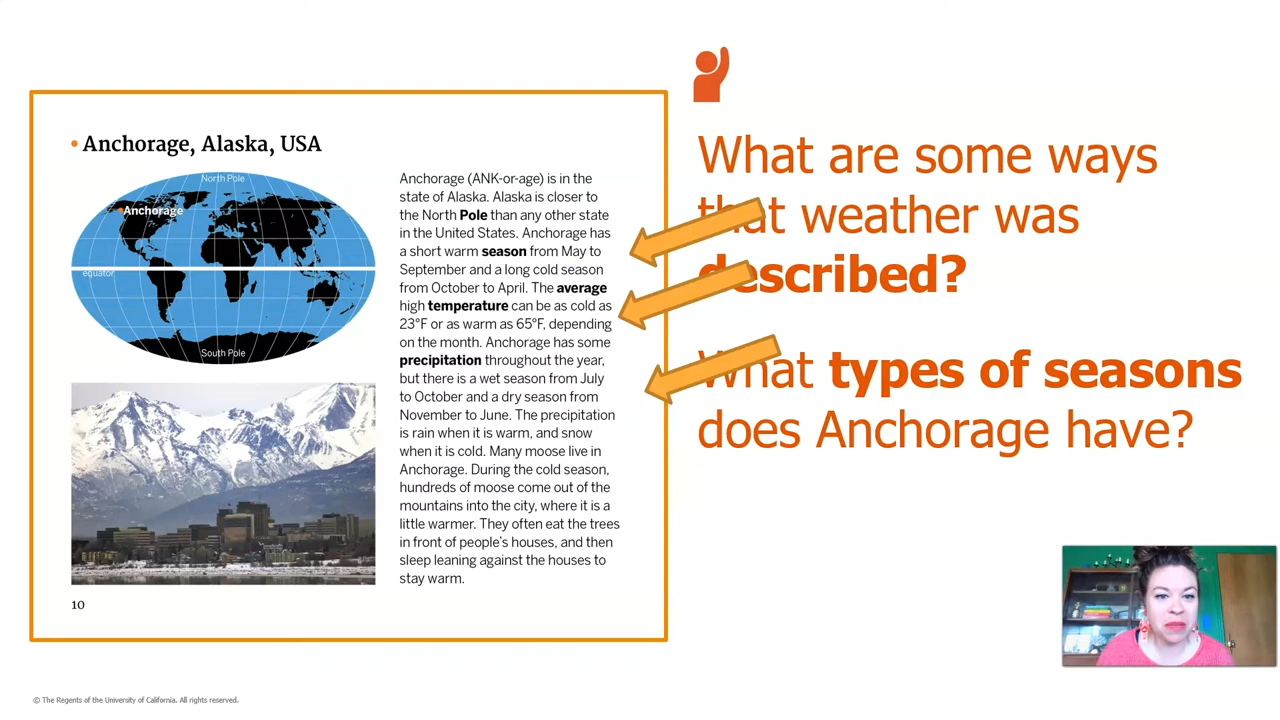 • Anchorage, Alaska, USA
North Pole
Anchorage
equator
South Pole
Anchorage (ANK-or-age) is in the
state of Alaska. Alaska is closer to
the North Pole than any other state
in the United States. Anchorage has
a short warm season from May to
September and a long cold season
from October to April. The average
high temperature can be as cold as
23°F or as warm as 65°F, depending
on the month. Anchorage has some
precipitation throughout the year,
but there is a wet season from July
to October and a dry season from
November to June. The precipitation
is rain when it is warm, and snow
when it is cold. Many moose live in
Anchorage. During the cold season,
hundreds of moose come out of the
mountains into the city, where it is a
little warmer. They often eat the trees
in front of people's houses, and then
sleep leaning against the houses to
stay warm.
10
What are some ways
that weather was
described?
What types of seasons
does Anchorage have?
© The Regents of the University of California. All rights reserved.